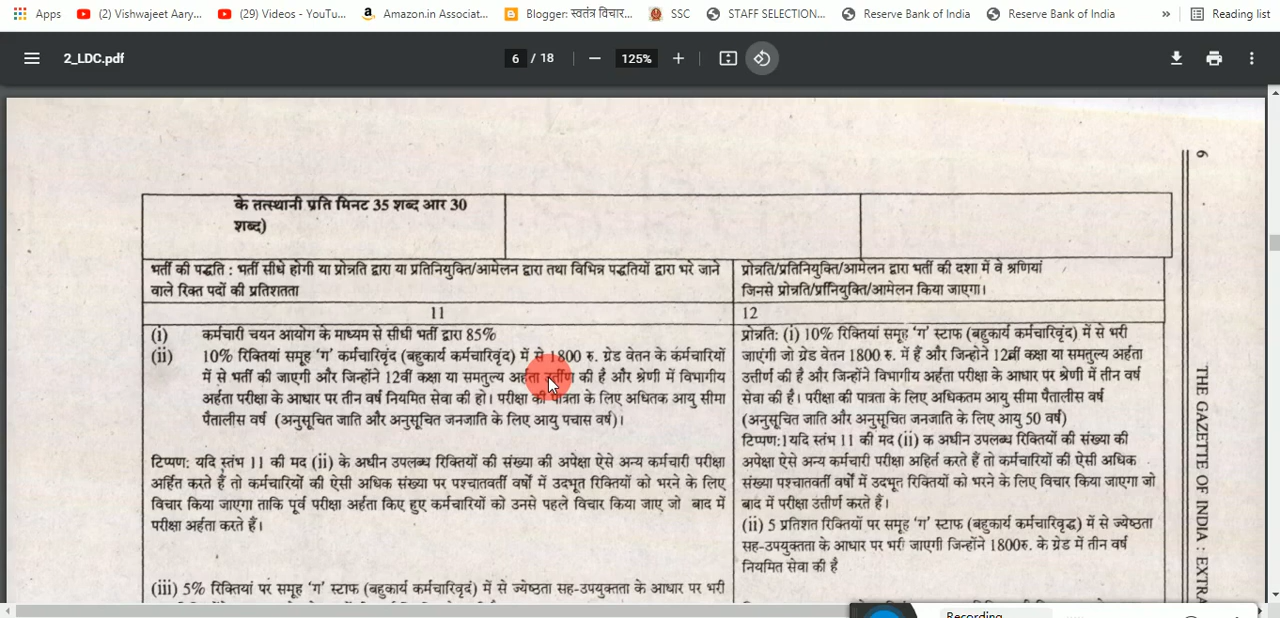 Apps (2) Vishwajeet Aary... (29) Videos - YouTu... Amazon.in Associat... Blogger: स्वतंत्र विचार... SSC STAFF SELECTION... Reserve Bank of India Reserve Bank of India » Reading list
2_LDC.pdf 6 / 18 125%
6
THE GAZETTE OF INDIA : EXTRA
के तत्स्थानी प्रति मिनट 35 शब्द आर 30
शब्द)
भर्ती की पद्धति : भर्ती सीधे होगी या प्रोन्नति द्वारा या प्रतिनियुक्ति/आमेलन द्वारा तथा विभिन्न पद्धतियों द्वारा भरे जाने
वाले रिक्त पदों की प्रतिशतता
प्रोन्नति/प्रतिनियुक्ति/आमेलन द्वारा भर्ती की दशा में वे श्रणियां
जिनसे प्रोन्नति/प्रनियुक्ति/आमेलन किया जाएगा।
11
12
(i) कर्मचारी चयन आयोग के माध्यम से सीधी भर्ती द्वारा 85%
(ii) 10% रिक्तियां समूह 'ग' कर्मचारिवृंद (बहुकार्य कर्मचारिवृंद) में से 1800 रु. ग्रेड वेतन के कर्मचारियों
में से भर्ती की जाएगी और जिन्होंने 12वीं कक्षा या समतुल्य अर्हता की है और श्रेणी में विभागीय
अर्हता परीक्षा के आधार पर तीन वर्ष नियमित सेवा की हो। परीक्षा की पात्रता के लिए अधितक आयु सीमा
पैतालीस वर्ष (अनुसूचित जाति और अनुसूचित जनजाति के लिए आयु पचास वर्ष)।
टिप्पण: यदि स्तंभ 11 की मद (ii) के अधीन उपलब्ध रिक्तियों की संख्या की अपेक्षा ऐसे अन्य कर्मचारी परीक्षा
अर्हित करते हैं तो कर्मचारियों की ऐसी अधिक संख्या पर पश्चातवर्ती वर्षों में उदभूत रिक्तियों को भरने के लिए
विचार किया जाएगा ताकि पूर्व परीक्षा अर्हता किए हुए कर्मचारियों को उनसे पहले विचार किया जाए जो बाद में
परीक्षा अर्हता करते हैं।
(iii) 5% रिक्तियां पर समूह 'ग' स्टाफ (बहुकार्य कर्मचारिवृदं) में से ज्येष्ठता सह-उपयुक्तता के आधार पर भरी
प्रोन्नति: (i) 10% रिक्तियां समूह 'ग' स्टाफ (बहुकार्य कर्मचारिवृंद) में से भरी
जाएंगी जो ग्रेड वेतन 1800 रु. में हैं और जिन्होने 12वीं कक्षा या समतुल्य अर्हता
उत्तीर्ण की है और जिन्होंने विभागीय अर्हता परीक्षा के आधार पर श्रेणी में तीन वर्ष
सेवा की है। परीक्षा की पात्रता के लिए अधिकतम आयु सीमा पैतालीस वर्ष
(अनुसूचित जाति और अनुसूचित जनजाति के लिए आयु 50 वर्ष)
टिप्पण:1यदि स्तंभ 11 की मद (ii) क अधीन उपलब्ध रिक्तियों की संख्या की
अपेक्षा ऐसे अन्य कर्मचारी परीक्षा अहिर्त करते हैं तो कर्मचारियों की ऐसी अधिक
संख्या पश्चातवर्ती वर्षों में उदभूत रिक्तियों को भरने के लिए विचार किया जाएगा जो
बाद में परीक्षा उत्तीर्ण करते हैं।
(ii) 5 प्रतिशत रिक्तियों पर समूह 'ग' स्टाफ (बहुकार्य कर्मचारिवृद्ध) में से ज्येष्ठता
सह-उपयुक्तता के आधार पर भरी जाएगी जिन्होंने 1800रु. के ग्रेड में तीन वर्ष
नियमित सेवा की है
Recording